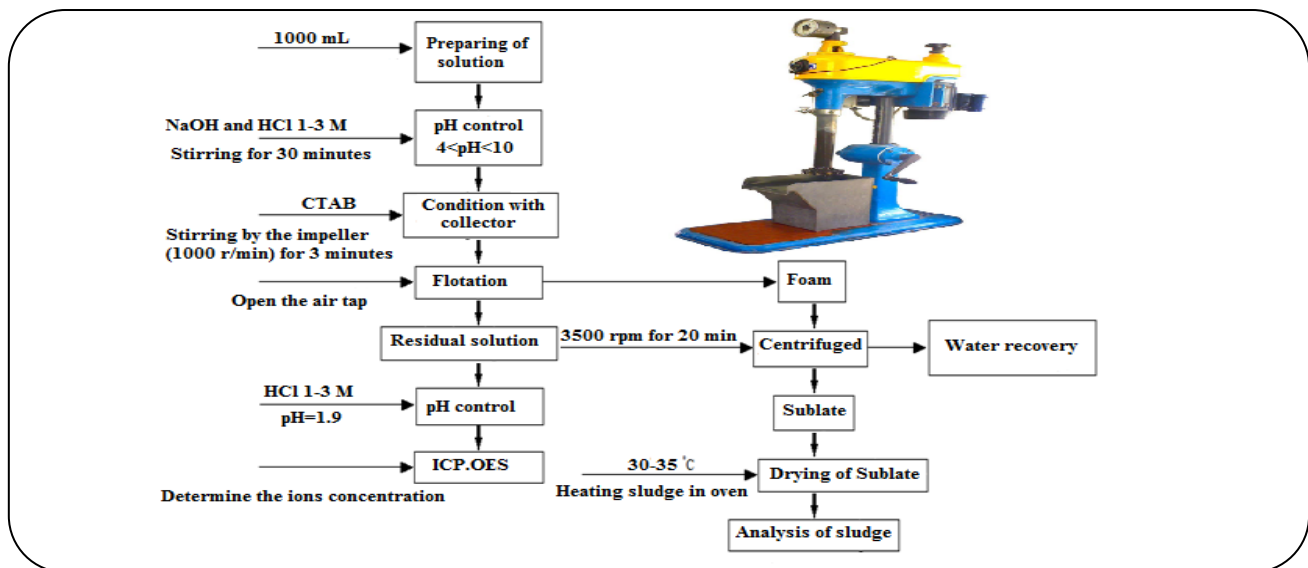 1000 mL
Preparing of
solution
NaOH and HCl 1-3 M
Stirring for 30 minutes
pH control
4<pH<10
CTAB
Stirring by the impeller
(1000 r/min) for 3 minutes
Condition with
collector
Open the air tap
Flotation
Foam
Residual solution
3500 rpm for 20 min
Centrifuged
Water recovery
HCl 1-3 M
pH=1.9
pH control
Sublate
Determine the ions concentration
ICP.OES
30-35 ℃
Heating sludge in oven
Drying of Sublate
Analysis of sludge